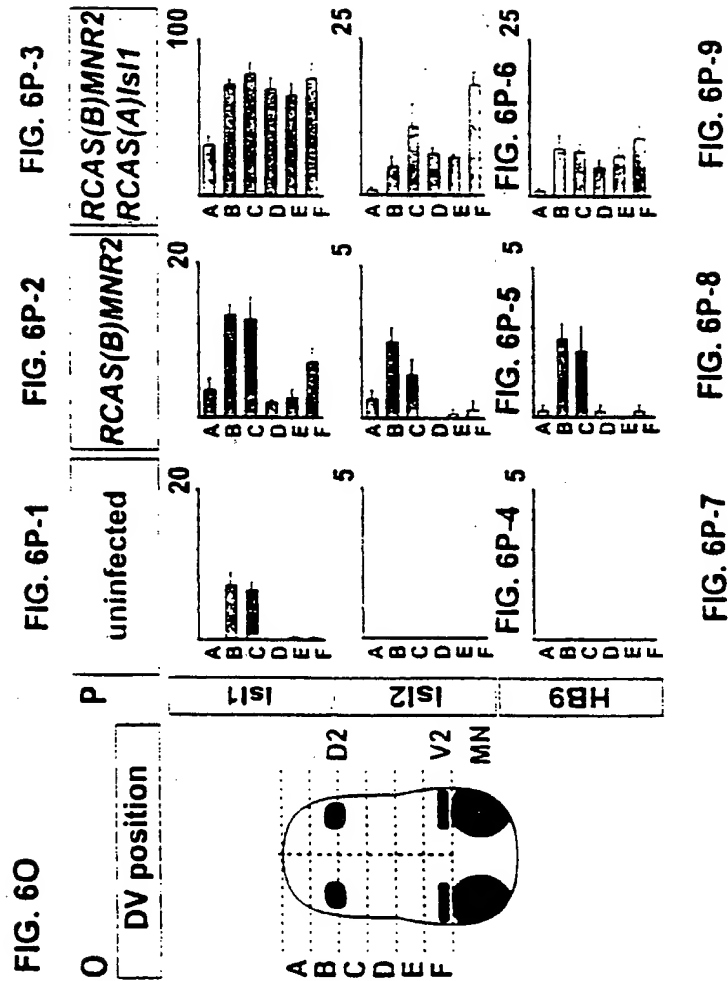 FIG. 6O
O
DV position
A
B
C
D
E
F
D2
V2
MN
FIG. 6P-1
FIG. 6P-2
FIG. 6P-3
P
uninfected
RCAS(B)MNR2
RCAS(B)MNR2
RCAS(A)Isl1
Isl1
20
A
B
C
D
E
F
20
A
B
C
D
E
F
100
A
B
C
D
E
F
Isl2
5
A
B
C
D
E
F
5
A
B
C
D
E
F
25
A
B
C
D
E
F
FIG. 6P-4
FIG. 6P-5
FIG. 6P-6
HB9
5
A
B
C
D
E
F
5
A
B
C
D
E
F
25
A
B
C
D
E
F
FIG. 6P-7
FIG. 6P-8
FIG. 6P-9